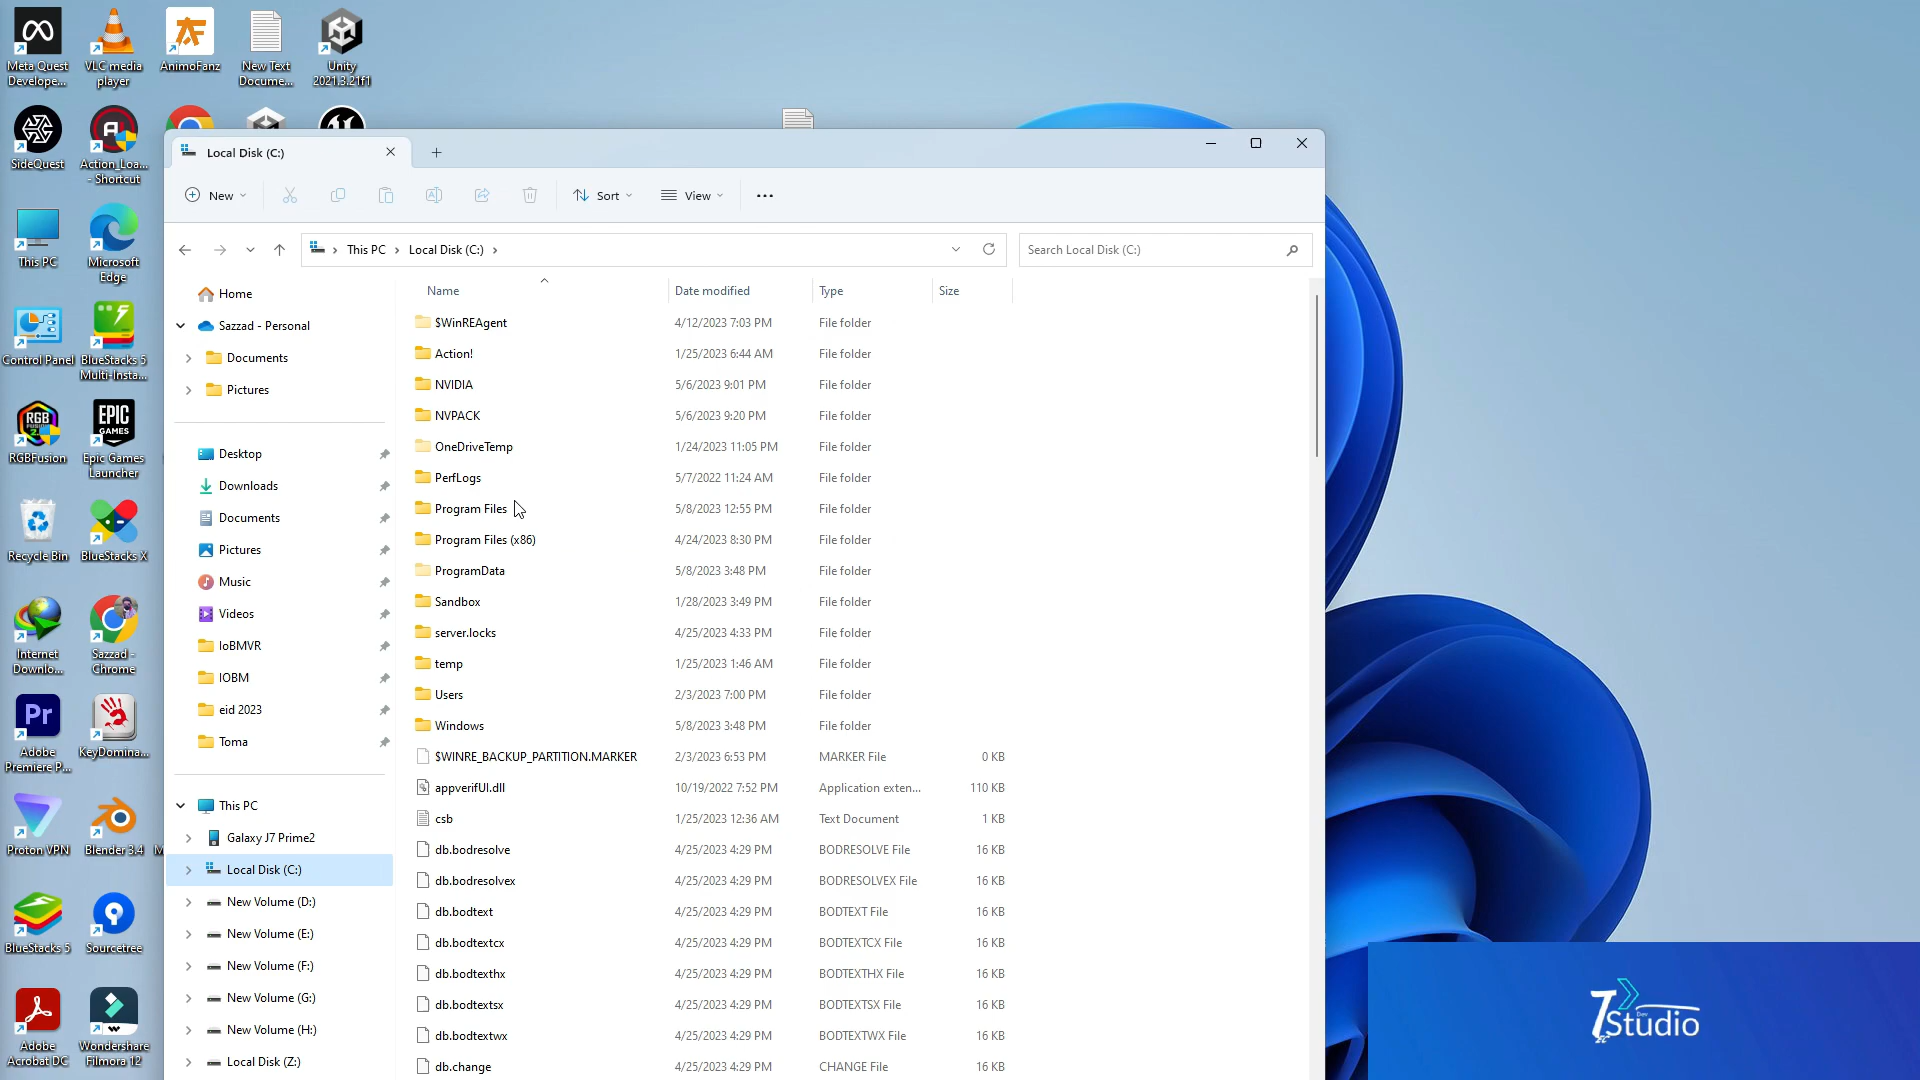 Meta Quest
Develope...
VLC media
player
AnimoFanz
New Text
Docume...
Unity
2021.3.21f1
SideQuest
Action_Loa...
- Shortcut
This PC
Microsoft
Edge
Control Panel
BlueStacks 5
Multi-Insta...
RGBFusion
Epic Games
Launcher
Recycle Bin
BlueStacks X
Internet
Downlo...
Sazzad -
Chrome
Adobe
Premiere P...
KeyDomina...
Proton VPN
Blender 3.4
BlueStacks 5
Sourcetree
Adobe
Acrobat DC
Wondershare
Filmora 12
Local Disk (C:)
New
Sort
View
This PC > Local Disk (C:) >
Search Local Disk (C:)
Home
Sazzad - Personal
Documents
Pictures
Desktop
Downloads
Documents
Pictures
Music
Videos
IoBMVR
IOBM
eid 2023
Toma
This PC
Galaxy J7 Prime2
Local Disk (C:)
New Volume (D:)
New Volume (E:)
New Volume (F:)
New Volume (G:)
New Volume (H:)
Local Disk (Z:)
Name Date modified Type Size
$WinREAgent 4/12/2023 7:03 PM File folder
Action! 1/25/2023 6:44 AM File folder
NVIDIA 5/6/2023 9:01 PM File folder
NVPACK 5/6/2023 9:20 PM File folder
OneDriveTemp 1/24/2023 11:05 PM File folder
PerfLogs 5/7/2022 11:24 AM File folder
Program Files 5/8/2023 12:55 PM File folder
Program Files (x86) 4/24/2023 8:30 PM File folder
ProgramData 5/8/2023 3:48 PM File folder
Sandbox 1/28/2023 3:49 PM File folder
server.locks 4/25/2023 4:33 PM File folder
temp 1/25/2023 1:46 AM File folder
Users 2/3/2023 7:00 PM File folder
Windows 5/8/2023 3:48 PM File folder
$WINRE_BACKUP_PARTITION.MARKER 2/3/2023 6:53 PM MARKER File 0 KB
appverifUI.dll 10/19/2022 7:52 PM Application exten... 110 KB
csb 1/25/2023 12:36 AM Text Document 1 KB
db.bodresolve 4/25/2023 4:29 PM BODRESOLVE File 16 KB
db.bodresolvex 4/25/2023 4:29 PM BODRESOLVEX File 16 KB
db.bodtext 4/25/2023 4:29 PM BODTEXT File 16 KB
db.bodtextcx 4/25/2023 4:29 PM BODTEXTCX File 16 KB
db.bodtexthx 4/25/2023 4:29 PM BODTEXTHX File 16 KB
db.bodtextsx 4/25/2023 4:29 PM BODTEXTSX File 16 KB
db.bodtextwx 4/25/2023 4:29 PM BODTEXTWX File 16 KB
db.change 4/25/2023 4:29 PM CHANGE File 16 KB
Dev
Studio